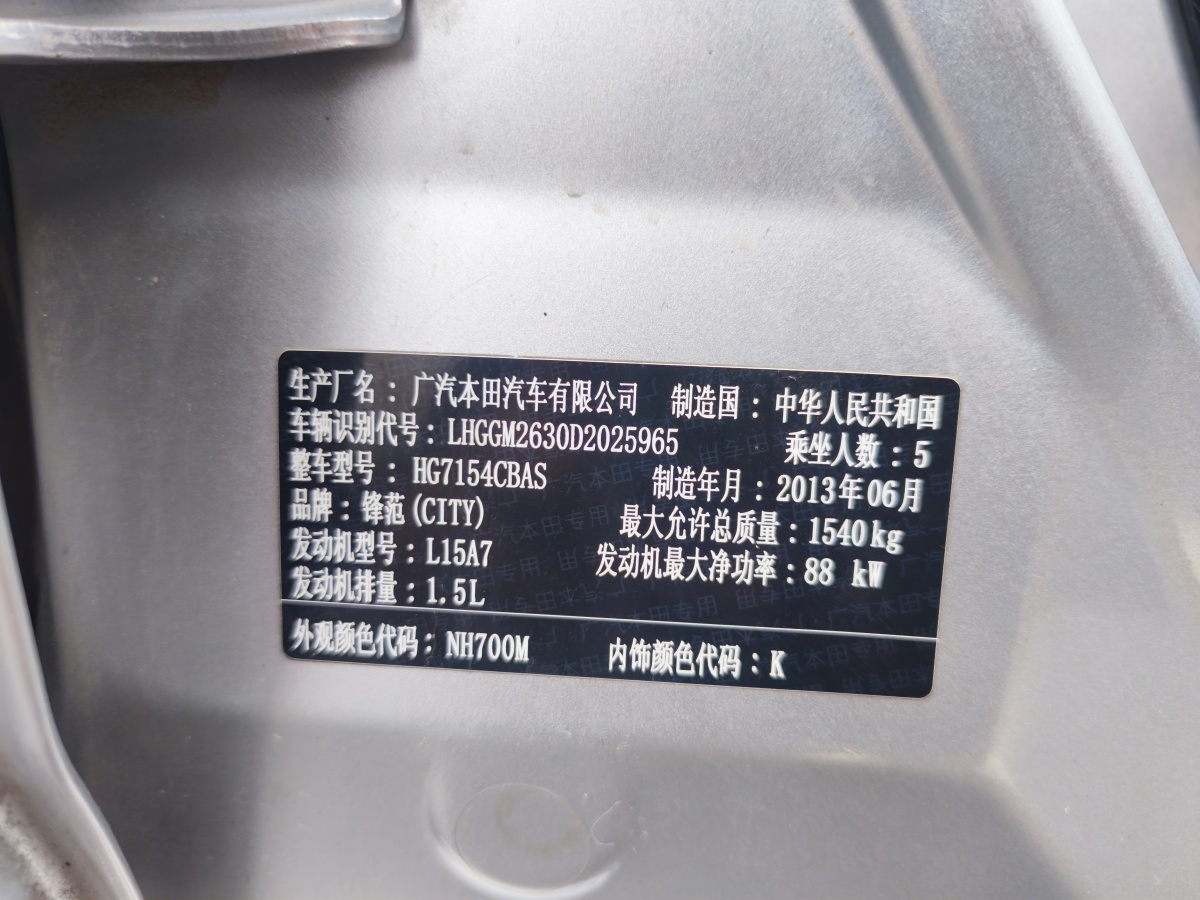 生产厂名：广汽本田汽车有限公司 制造国：中华人民共和国
车辆识别代号：LHGGM2630D2025965 乘坐人数：5
整车型号：HG7154CBAS 制造年月：2013年06月
品牌：锋范(CITY) 最大允许总质量：1540kg
发动机型号：L15A7 发动机最大净功率：88 kW
发动机排量：1.5L
外观颜色代码：NH700M 内饰颜色代码：K